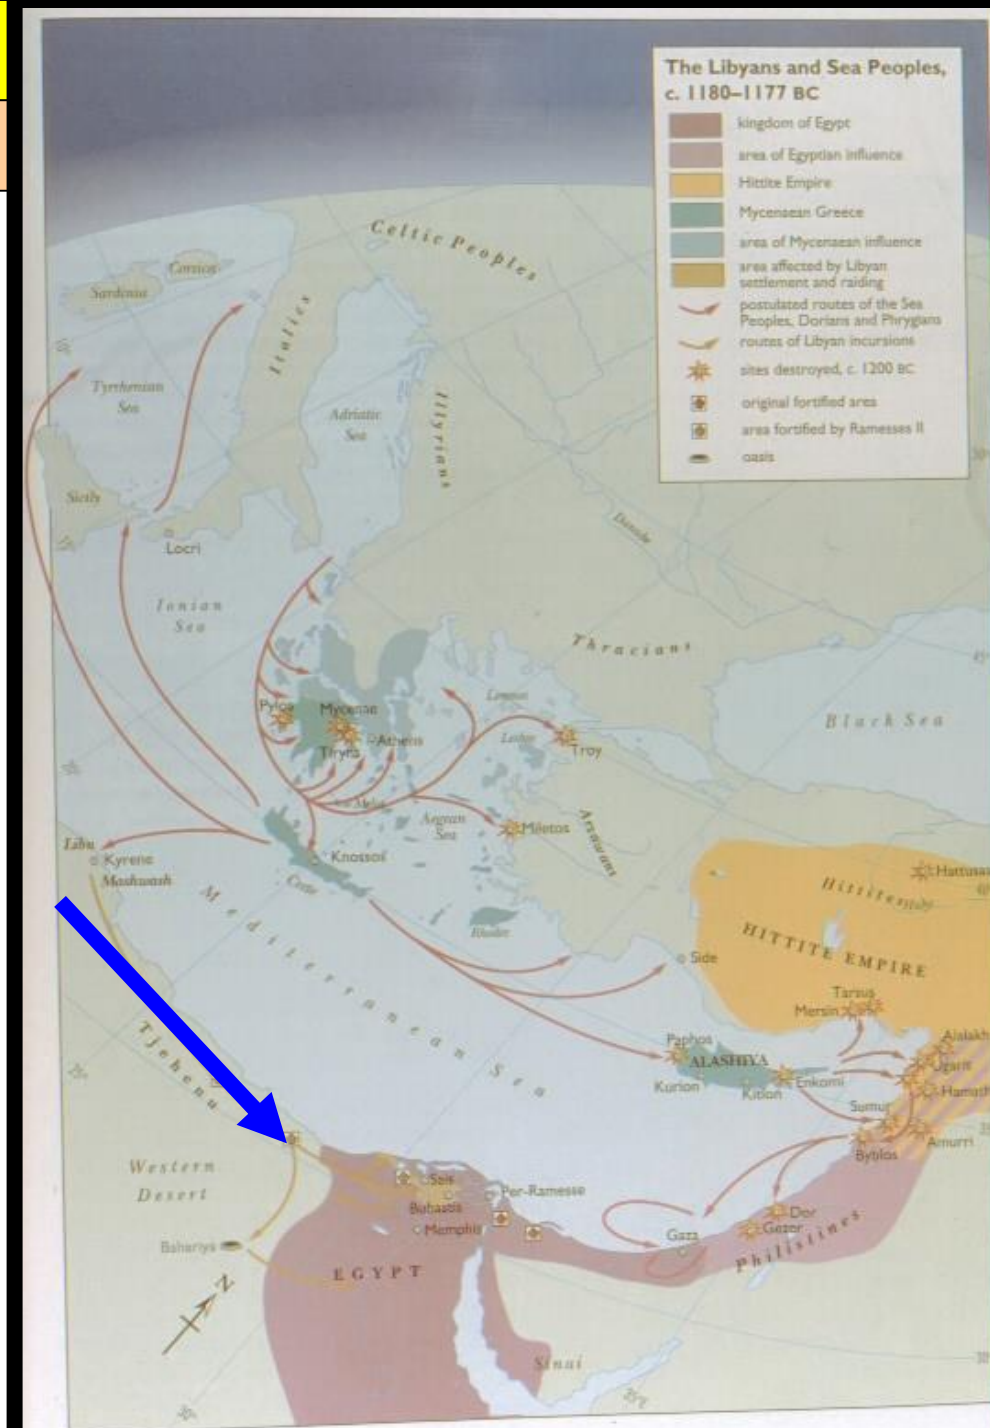 The Libyans and Sea Peoples,
c. 1180–1177 BC
kingdom of Egypt
area of Egyptian influence
Hittite Empire
Mycenaean Greece
area of Mycenaean influence
area affected by Libyan
settlement and raiding
postulated routes of the Sea
Peoples, Dorians and Phrygians
routes of Libyan incursions
sites destroyed, c. 1200 BC
original fortified area
area fortified by Ramesses II
oasis
Celtic Peoples
Corsica
Sardinia
Italics
Tyrrhenian
Sea
Adriatic
Sea
Illyrians
Sicily
Locri
Danube
Ionian
Sea
Thracians
Black Sea
Lemnos
Lesbos
Pylos
Mycenae
Tiryns
Athens
Troy
Aegean
Sea
Miletos
Arzawans
Libu
Kyrene
Mashwash
Knossos
Crete
Rhodes
Mediterranean Sea
Hattusas
Hittites
HITTITE EMPIRE
Side
Tarsus
Mersin
Tjehenu
25°
Paphos
ALASHIYA
Kurion
Kition
Enkomi
Alalakh
Ugarit
Hamath
Sumur
Amurri
Byblos
Western
Desert
Sais
Bubastis
Per-Ramesse
Memphis
Dor
Gezer
Gaza
Philistines
Bahariya
EGYPT
N
Sinai
30°
35°E